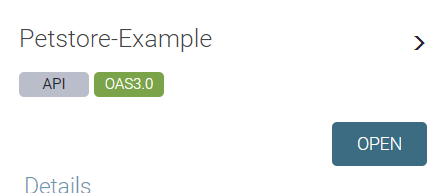 Petstore-Example
API OAS3.0
OPEN
Details